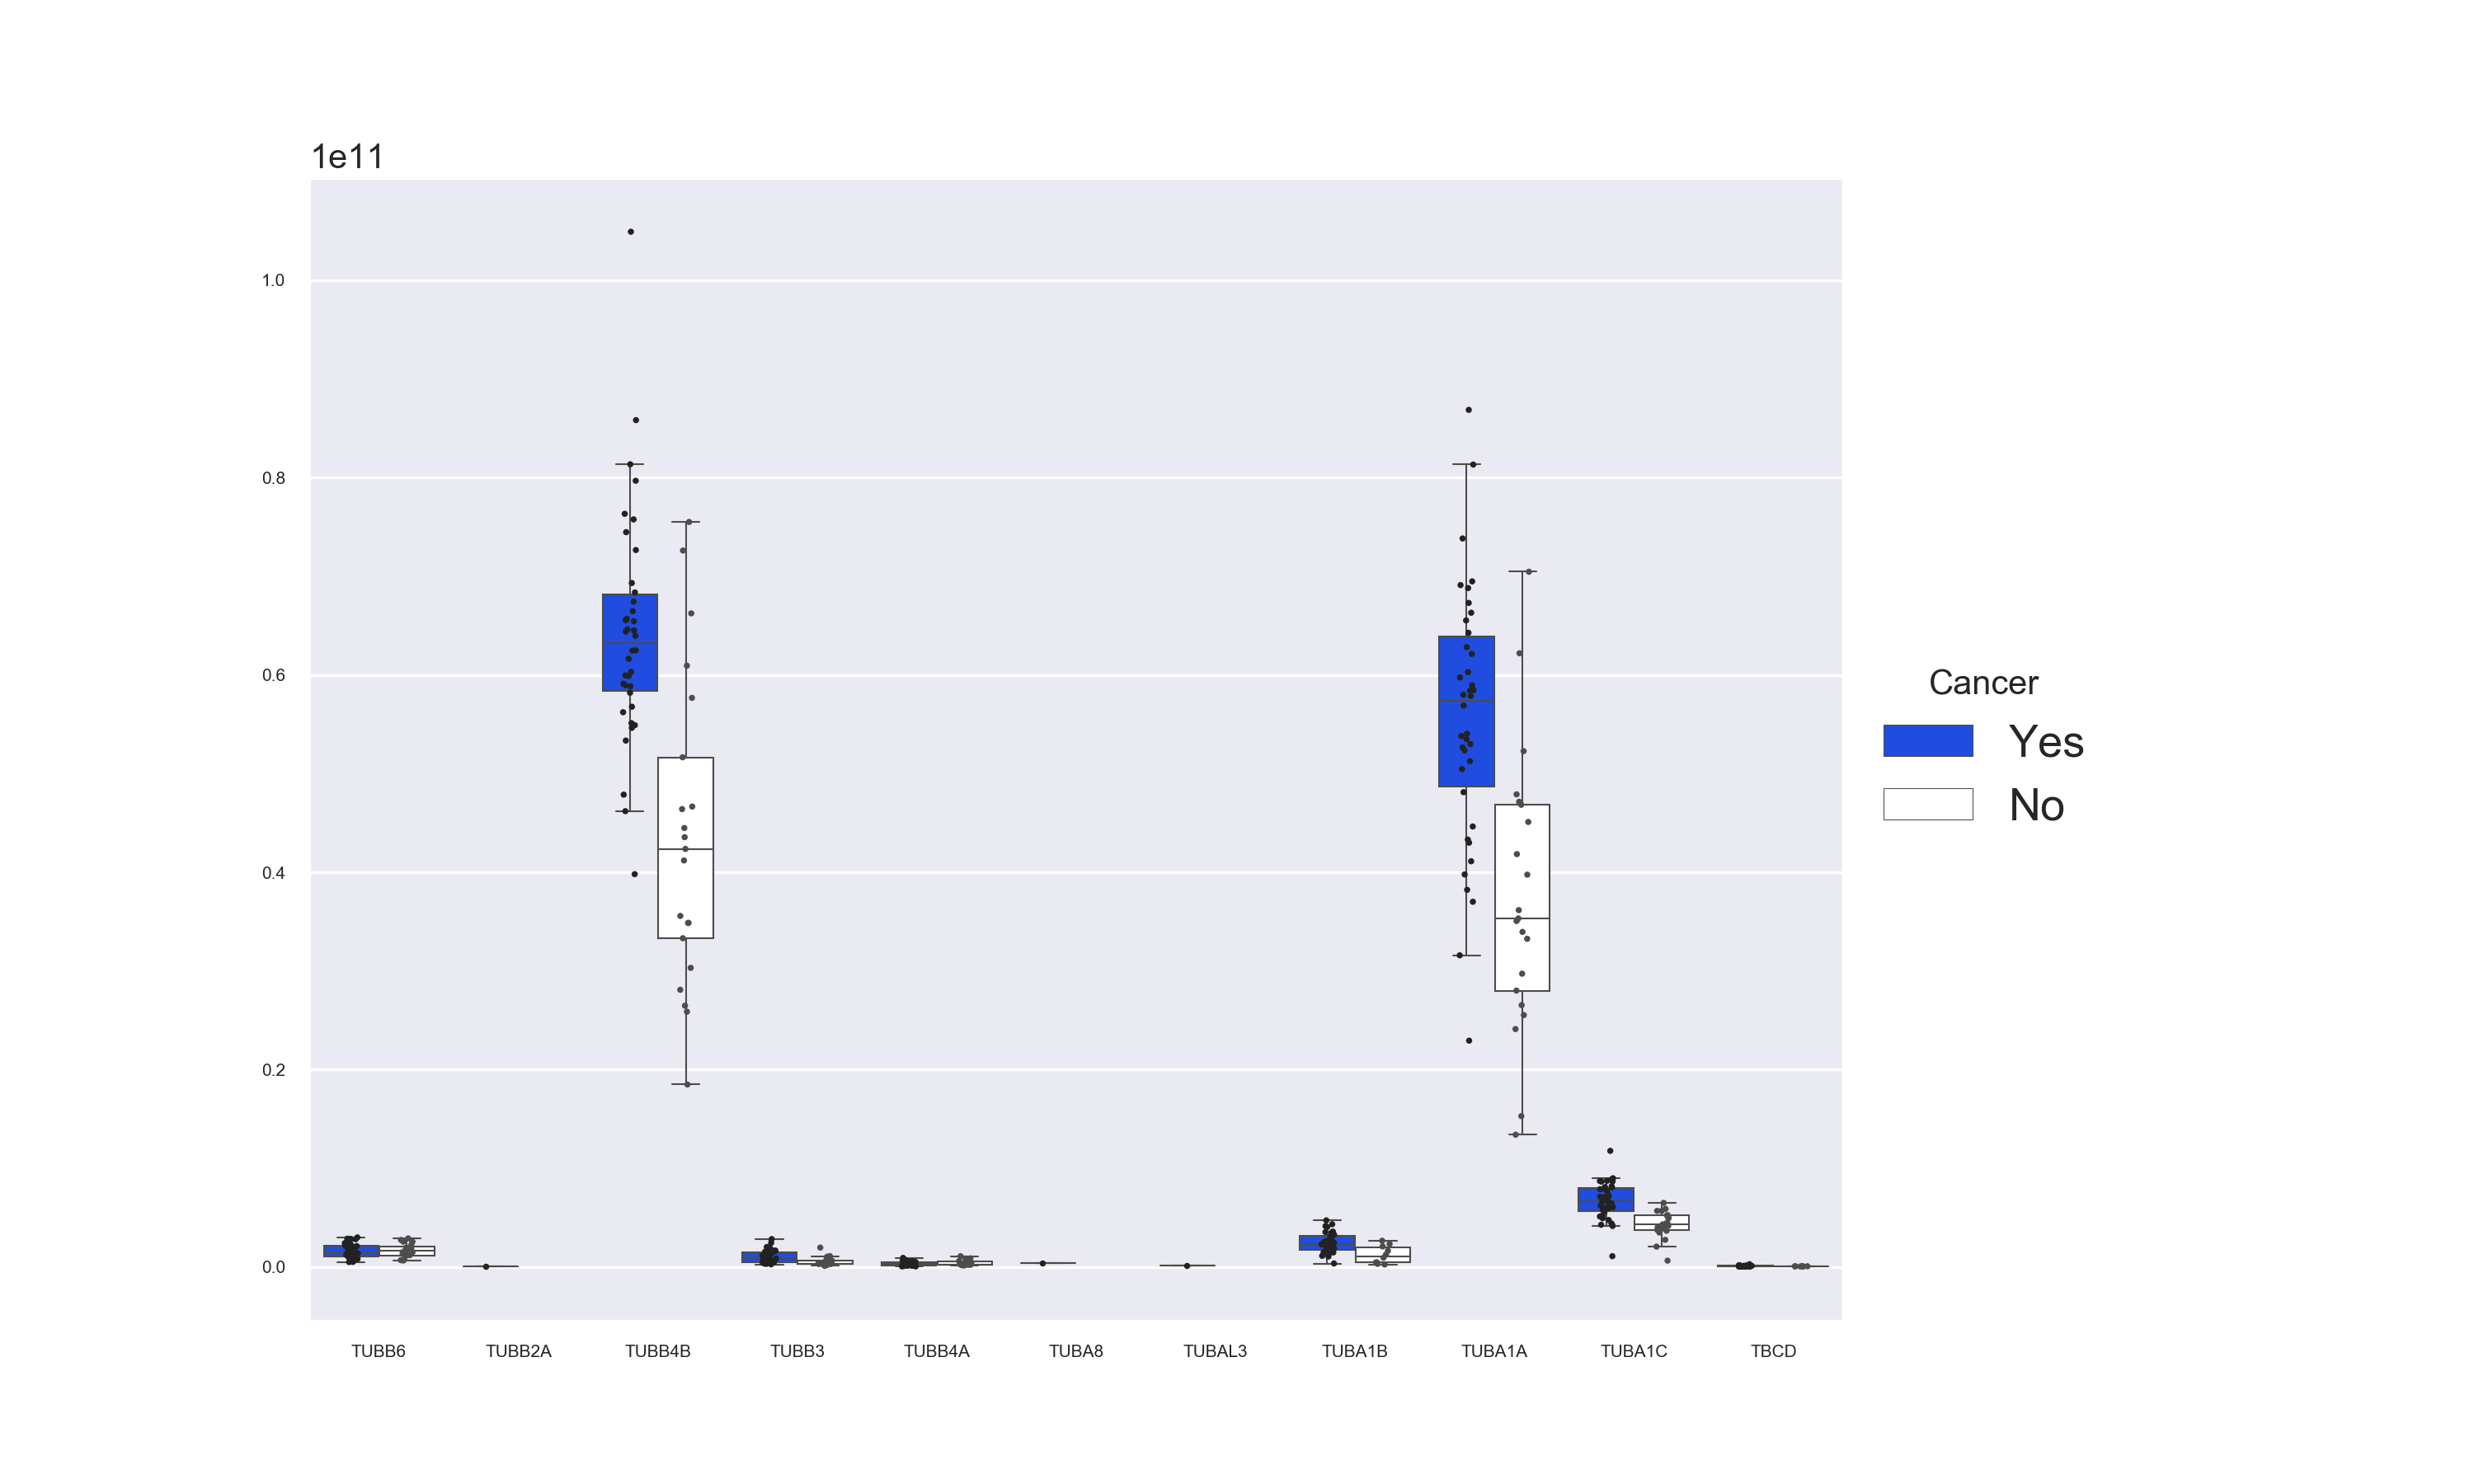 1e11
1.0
0.8
0.6
0.4
0.2
0.0
TUBB6 TUBB2A TUBB4B TUBB3 TUBB4A TUBA8 TUBAL3 TUBA1B TUBA1A TUBA1C TBCD
Cancer
Yes
No